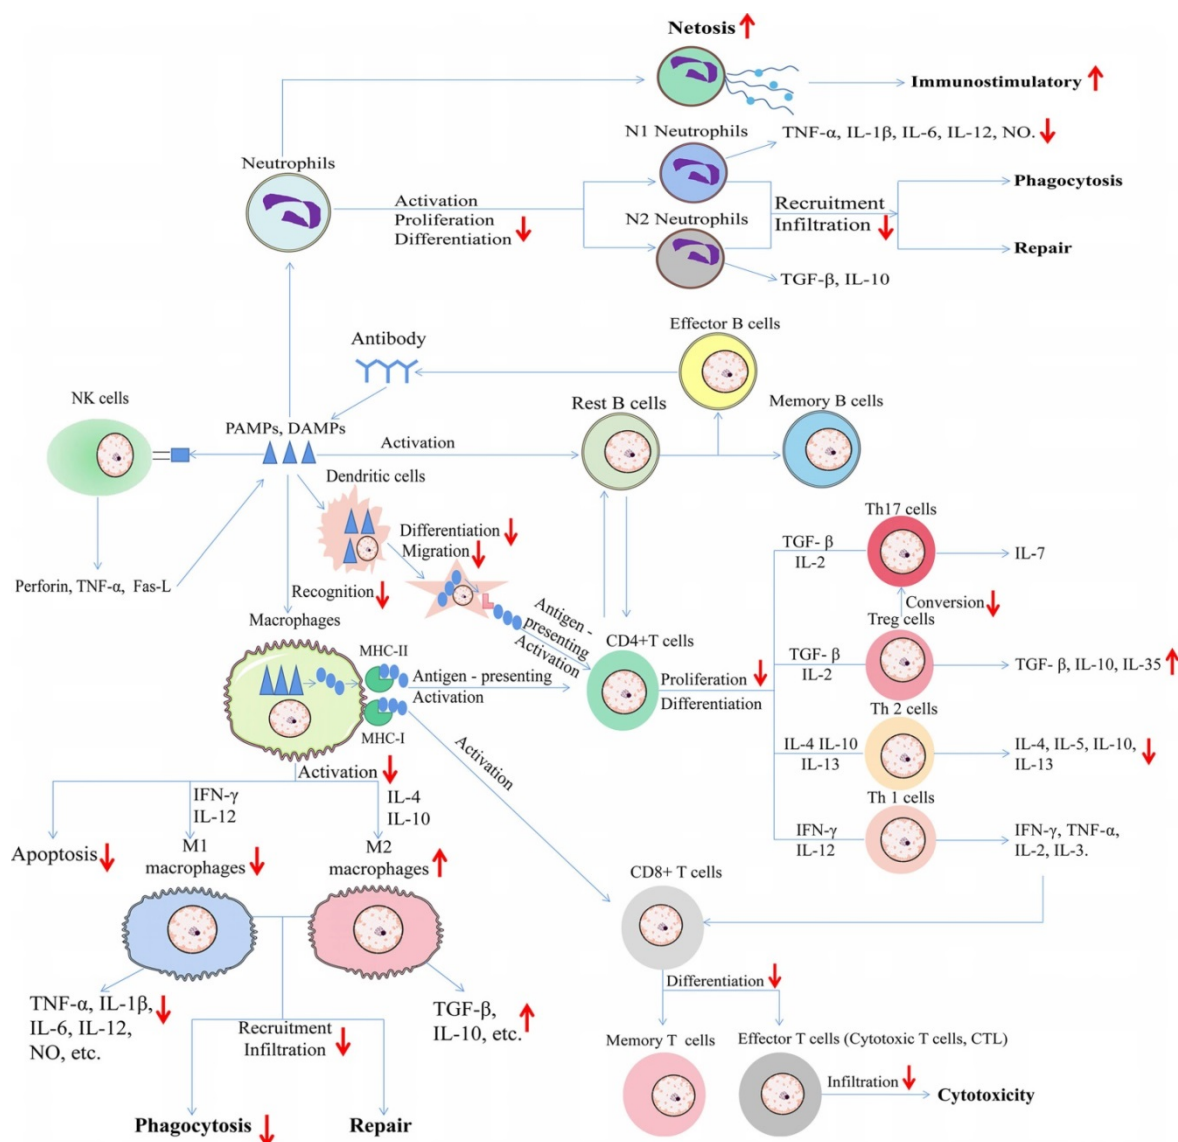 Netosis
Immunostimulatory
N1 Neutrophils
TNF-α, IL-1β, IL-6, IL-12, NO.
Neutrophils
Activation
Proliferation
Differentiation
Phagocytosis
Recruitment
Infiltration
N2 Neutrophils
Repair
TGF-β, IL-10
Effector B cells
Antibody
NK cells
Rest B cells
Memory B cells
PAMPs, DAMPs
Activation
Dendritic cells
Th17 cells
Differentiation
Migration
TGF- β
IL-2
IL-7
Perforin, TNF-α, Fas-L
Recognition
Conversion
Macrophages
Antigen -
presenting
Activation
CD4+T cells
Treg cells
MHC-II
Antigen - presenting
Activation
Proliferation
Differentiation
TGF- β
IL-2
TGF- β, IL-10, IL-35
MHC-I
Th 2 cells
IL-4 IL-10
IL-13
IL-4, IL-5, IL-10,
IL-13
Activation
Activation
Th 1 cells
IFN-γ
IL-12
IL-4
IL-10
IFN-γ
IL-12
IFN-γ, TNF-α,
IL-2, IL-3.
Apoptosis
M1
macrophages
M2
macrophages
CD8+ T cells
Differentiation
TNF-α, IL-1β,
IL-6, IL-12,
NO, etc.
TGF-β,
IL-10, etc.
Recruitment
Infiltration
Memory T cells
Effector T cells (Cytotoxic T cells, CTL)
Infiltration
Cytotoxicity
Phagocytosis
Repair